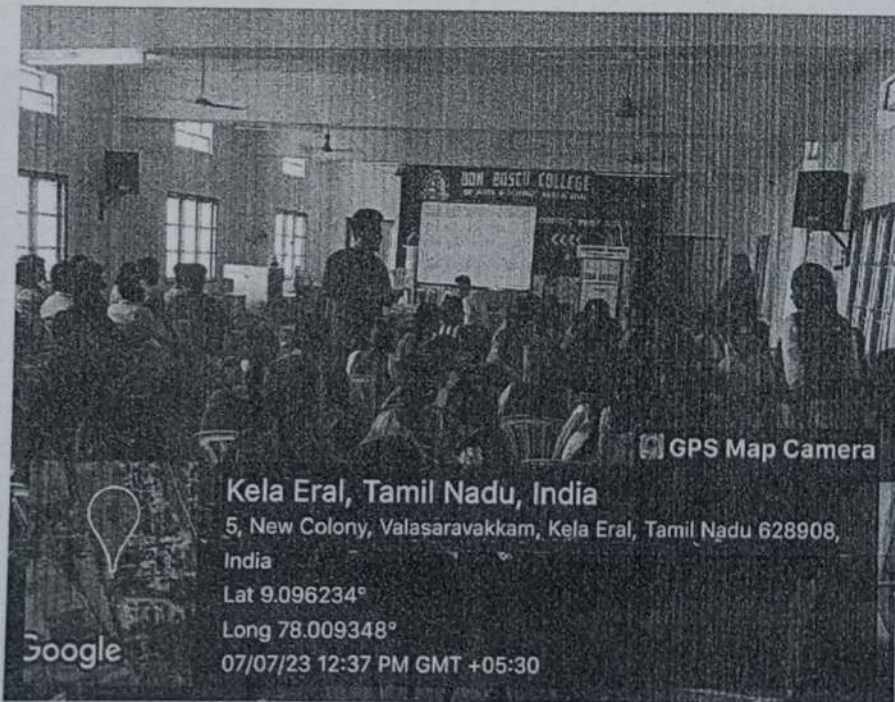 DON BOSCO COLLEGE
GPS Map Camera
Kela Eral, Tamil Nadu, India
5, New Colony, Valasaravakkam, Kela Eral, Tamil Nadu 628908,
India
Lat 9.096234°
Long 78.009348°
07/07/23 12:37 PM GMT +05:30
Google